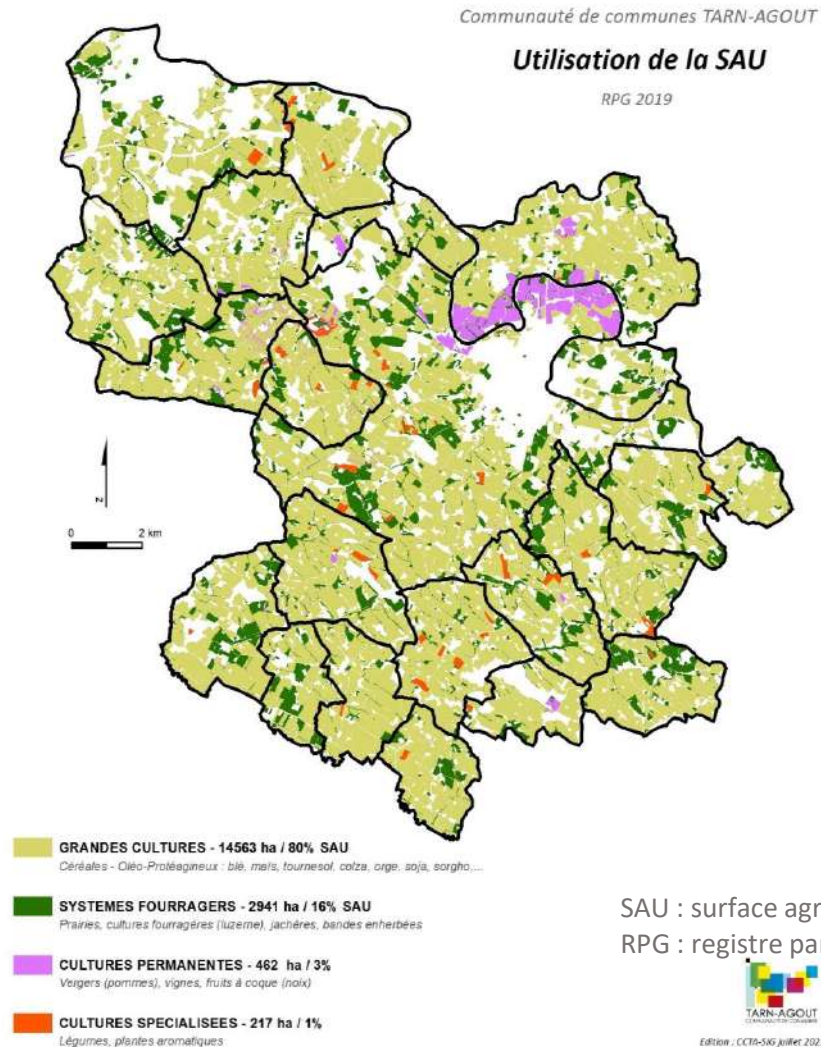 Communauté de communes TARN-AGOUT
Utilisation de la SAU
RPG 2019
N
0 2 km
GRANDES CULTURES - 14563 ha / 80% SAU
Céréales - Oléo-Protéagineux : blé, maïs, tournesol, colza, orge, soja, sorgho,...
SYSTEMES FOURRAGERS - 2941 ha / 16% SAU
Prairies, cultures fourragères (luzerne), jachères, bandes enherbées
SAU : surface agr
RPG : registre par
CULTURES PERMANENTES - 462 ha / 3%
Vergers (pommes), vignes, fruits à coque (noix)
TARN-AGOUT
COMMUNAUTÉ DE COMMUNES
CULTURES SPECIALISEES - 217 ha / 1%
Légumes, plantes aromatiques
Edition : CCTA-SIG juillet 202